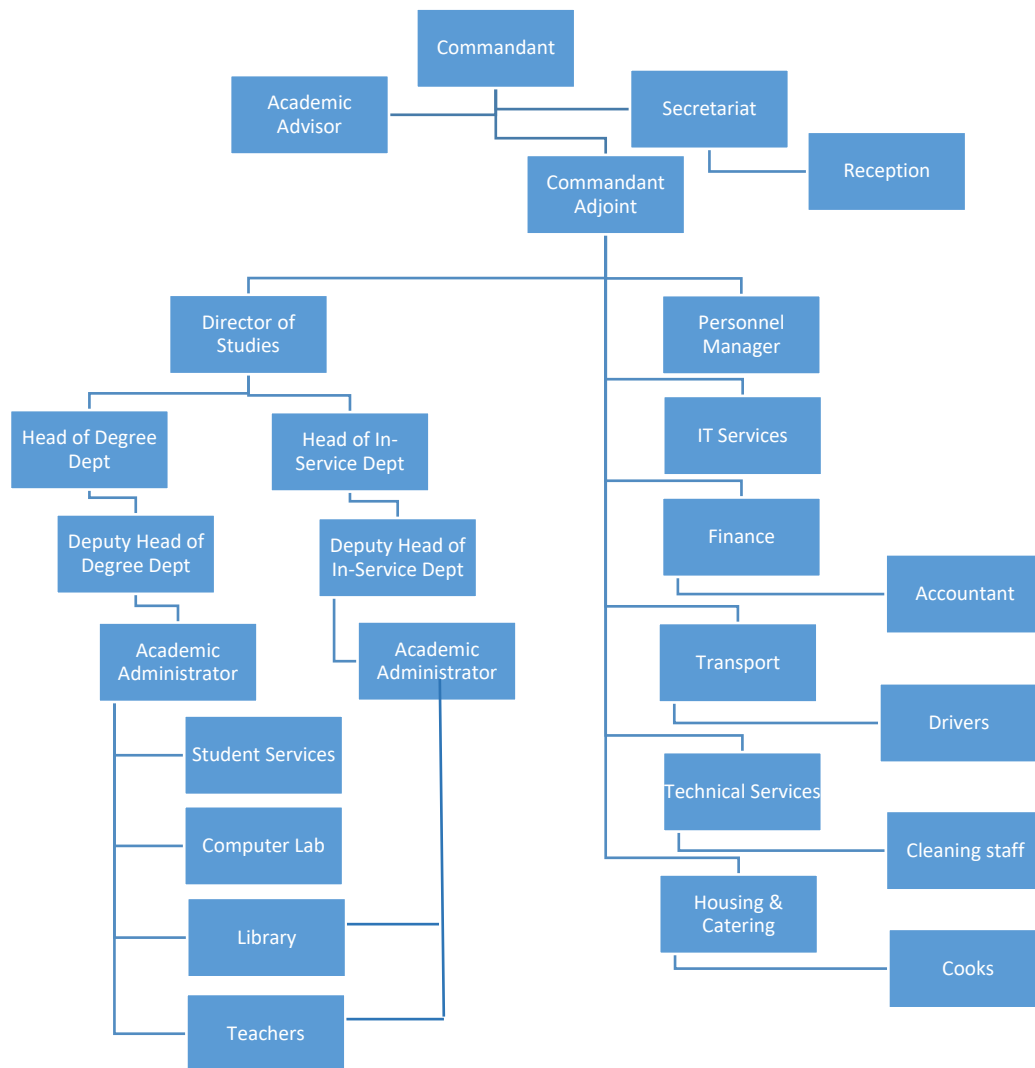 Commandant
Academic
Advisor
Secretariat
Reception
Commandant
Adjoint
Director of
Studies
Personnel
Manager
Head of Degree
Dept
Head of In-
Service Dept
IT Services
Deputy Head of
Degree Dept
Deputy Head of
In-Service Dept
Finance
Accountant
Academic
Administrator
Academic
Administrator
Transport
Drivers
Student Services
Technical Services
Computer Lab
Cleaning staff
Library
Housing &
Catering
Cooks
Teachers